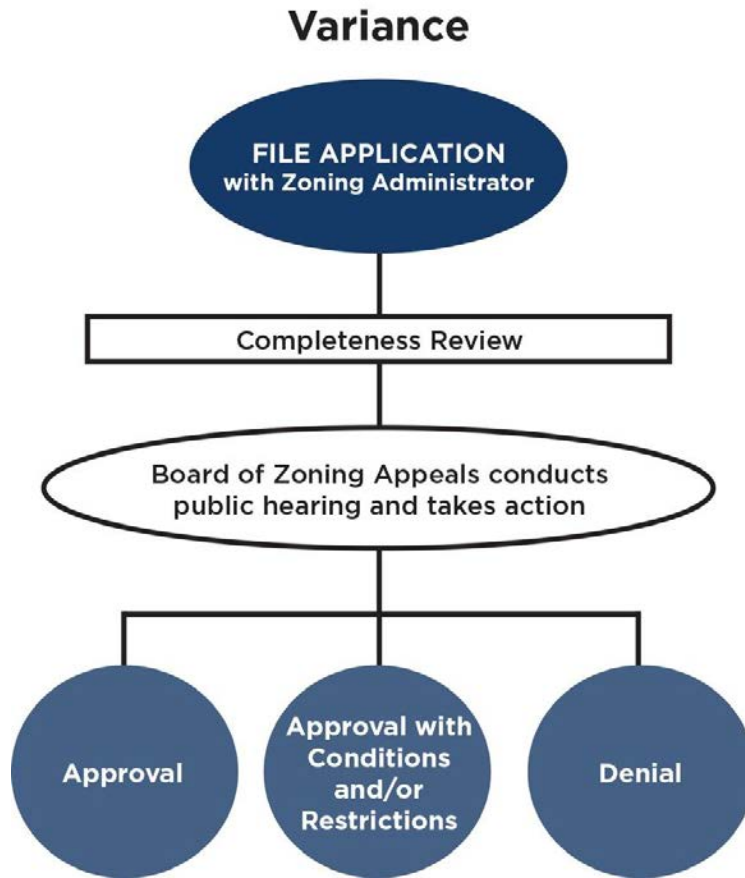 Variance
FILE APPLICATION
with Zoning Administrator
Completeness Review
Board of Zoning Appeals conducts
public hearing and takes action
Approval
Approval with
Conditions
and/or
Restrictions
Denial